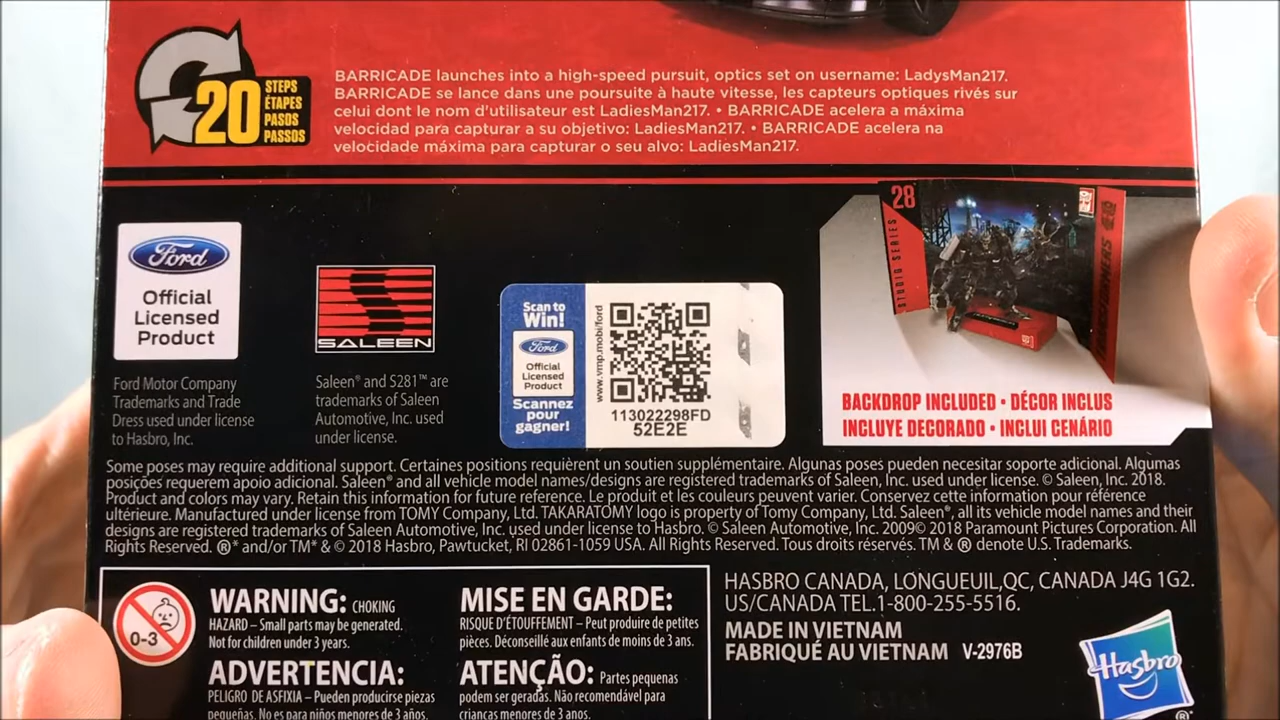 20
STEPS
ÉTAPES
PASOS
PASSOS
BARRICADE launches into a high-speed pursuit, optics set on username: LadysMan217.
BARRICADE se lance dans une poursuite à haute vitesse, les capteurs optiques rivés sur
celui dont le nom d'utilisateur est LadiesMan217. • BARRICADE acelera a máxima
velocidad para capturar a su objetivo: LadiesMan217. • BARRICADE acelera na
velocidade máxima para capturar o seu alvo: LadiesMan217.
Ford
Official
Licensed
Product
Ford Motor Company
Trademarks and Trade
Dress used under license
to Hasbro, Inc.
SALEEN
Saleen® and S281™ are
trademarks of Saleen
Automotive, Inc. used
under license.
Scan to
Win!
Ford
Official
Licensed
Product
Scannez
pour
gagner!
www.vmp.mobi/ford
113022298FD
52E2E
28
STUDIO SERIES
TRANSFORMERS
BACKDROP INCLUDED • DÉCOR INCLUS
INCLUYE DECORADO • INCLUI CENÁRIO
Some poses may require additional support. Certaines positions requièrent un soutien supplémentaire. Algunas poses pueden necesitar soporte adicional. Algumas
posições requerem apoio adicional. Saleen® and all vehicle model names/designs are registered trademarks of Saleen, Inc. used under license. © Saleen, Inc. 2018.
Product and colors may vary. Retain this information for future reference. Le produit et les couleurs peuvent varier. Conservez cette information pour référence
ultérieure. Manufactured under license from TOMY Company, Ltd. TAKARATOMY logo is property of Tomy Company, Ltd. Saleen®, all its vehicle model names and their
designs are registered trademarks of Saleen Automotive, Inc. used under license to Hasbro. © Saleen Automotive, Inc. 2009© 2018 Paramount Pictures Corporation. All
Rights Reserved. ®* and/or TM* & © 2018 Hasbro, Pawtucket, RI 02861-1059 USA. All Rights Reserved. Tous droits réservés. TM & ® denote U.S. Trademarks.
0-3
WARNING: CHOKING
HAZARD – Small parts may be generated.
Not for children under 3 years.
MISE EN GARDE:
RISQUE D'ÉTOUFFEMENT – Peut produire de petites
pièces. Déconseillé aux enfants de moins de 3 ans.
ADVERTENCIA:
PELIGRO DE ASFIXIA – Pueden producirse piezas
pequeñas. No es para niños menores de 3 años.
ATENÇÃO: Partes pequenas
podem ser geradas. Não recomendável para
crianças menores de 3 anos.
HASBRO CANADA, LONGUEUIL,QC, CANADA J4G 1G2.
US/CANADA TEL.1-800-255-5516.
MADE IN VIETNAM
FABRIQUÉ AU VIETNAM V-2976B
Hasbro
®*